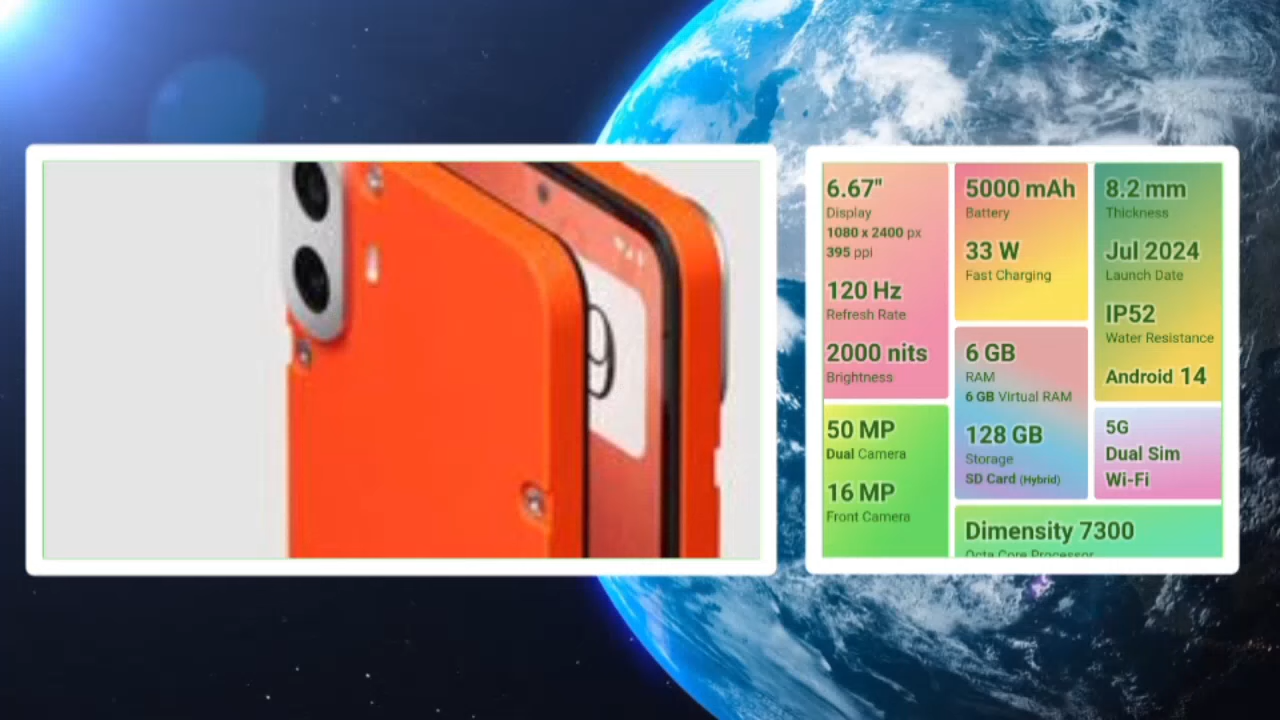 6.67"
Display
1080 x 2400 px
395 ppi
120 Hz
Refresh Rate
2000 nits
Brightness
50 MP
Dual Camera
16 MP
Front Camera
5000 mAh
Battery
33 W
Fast Charging
6 GB
RAM
6 GB Virtual RAM
128 GB
Storage
SD Card (Hybrid)
8.2 mm
Thickness
Jul 2024
Launch Date
IP52
Water Resistance
Android 14
5G
Dual Sim
Wi-Fi
Dimensity 7300
Octa Core Processor